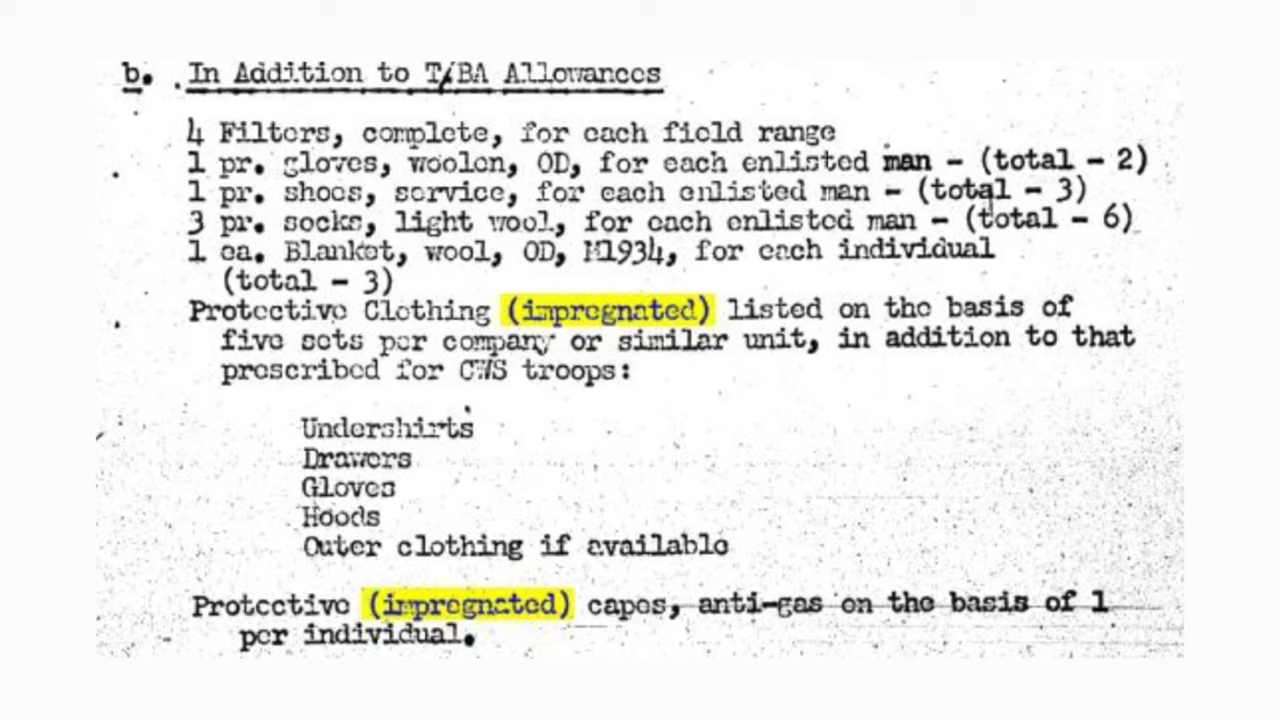 b. In Addition to T/BA Allowances
4 Filters, complete, for each field range
1 pr. gloves, woolen, OD, for each enlisted man - (total - 2)
1 pr. shoes, service, for each enlisted man - (total - 3)
3 pr. socks, light wool, for each enlisted man - (total - 6)
1 ea. Blanket, wool, OD, M1934, for each individual
(total - 3)
Protective Clothing (impregnated) listed on the basis of
five sets per company or similar unit, in addition to that
prescribed for CWS troops:
Undershirts
Drawers
Gloves
Hoods
Outer clothing if available
Protective (impregnated) capes, anti-gas on the basis of 1
per individual.